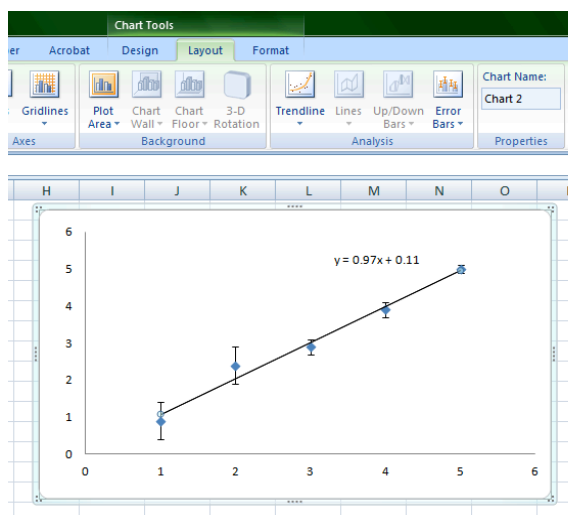 Chart Tools
Acrobat Design Layout Format
Gridlines
Plot Area
Chart Wall
Chart Floor
3-D Rotation
Trendline
Lines
Up/Down Bars
Error Bars
Chart Name:
Chart 2
Axes Background Analysis Properties
H I J K L M N O
6
5
4
3
2
1
0
y = 0.97x + 0.11
0 1 2 3 4 5 6